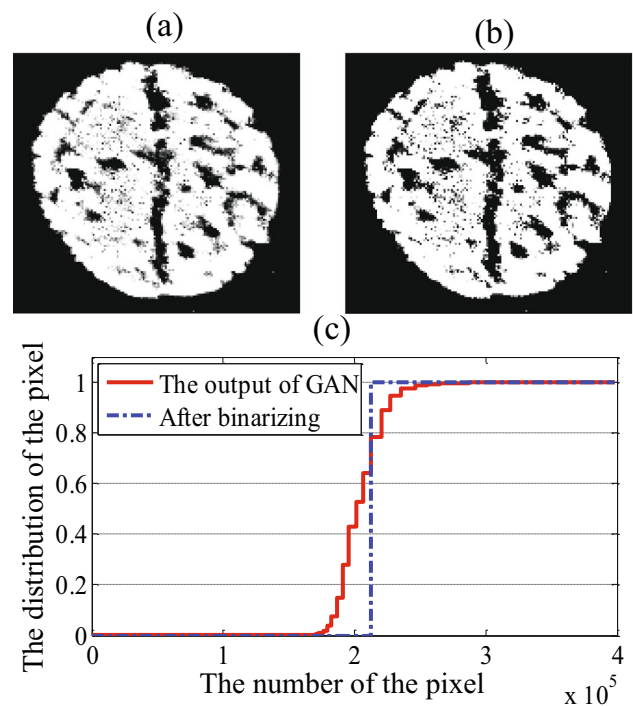 (a)
(b)
(c)
The output of GAN
After binarizing
The distribution of the pixel
1
0.8
0.6
0.4
0.2
0
0
1
2
3
4
The number of the pixel
x 10^5